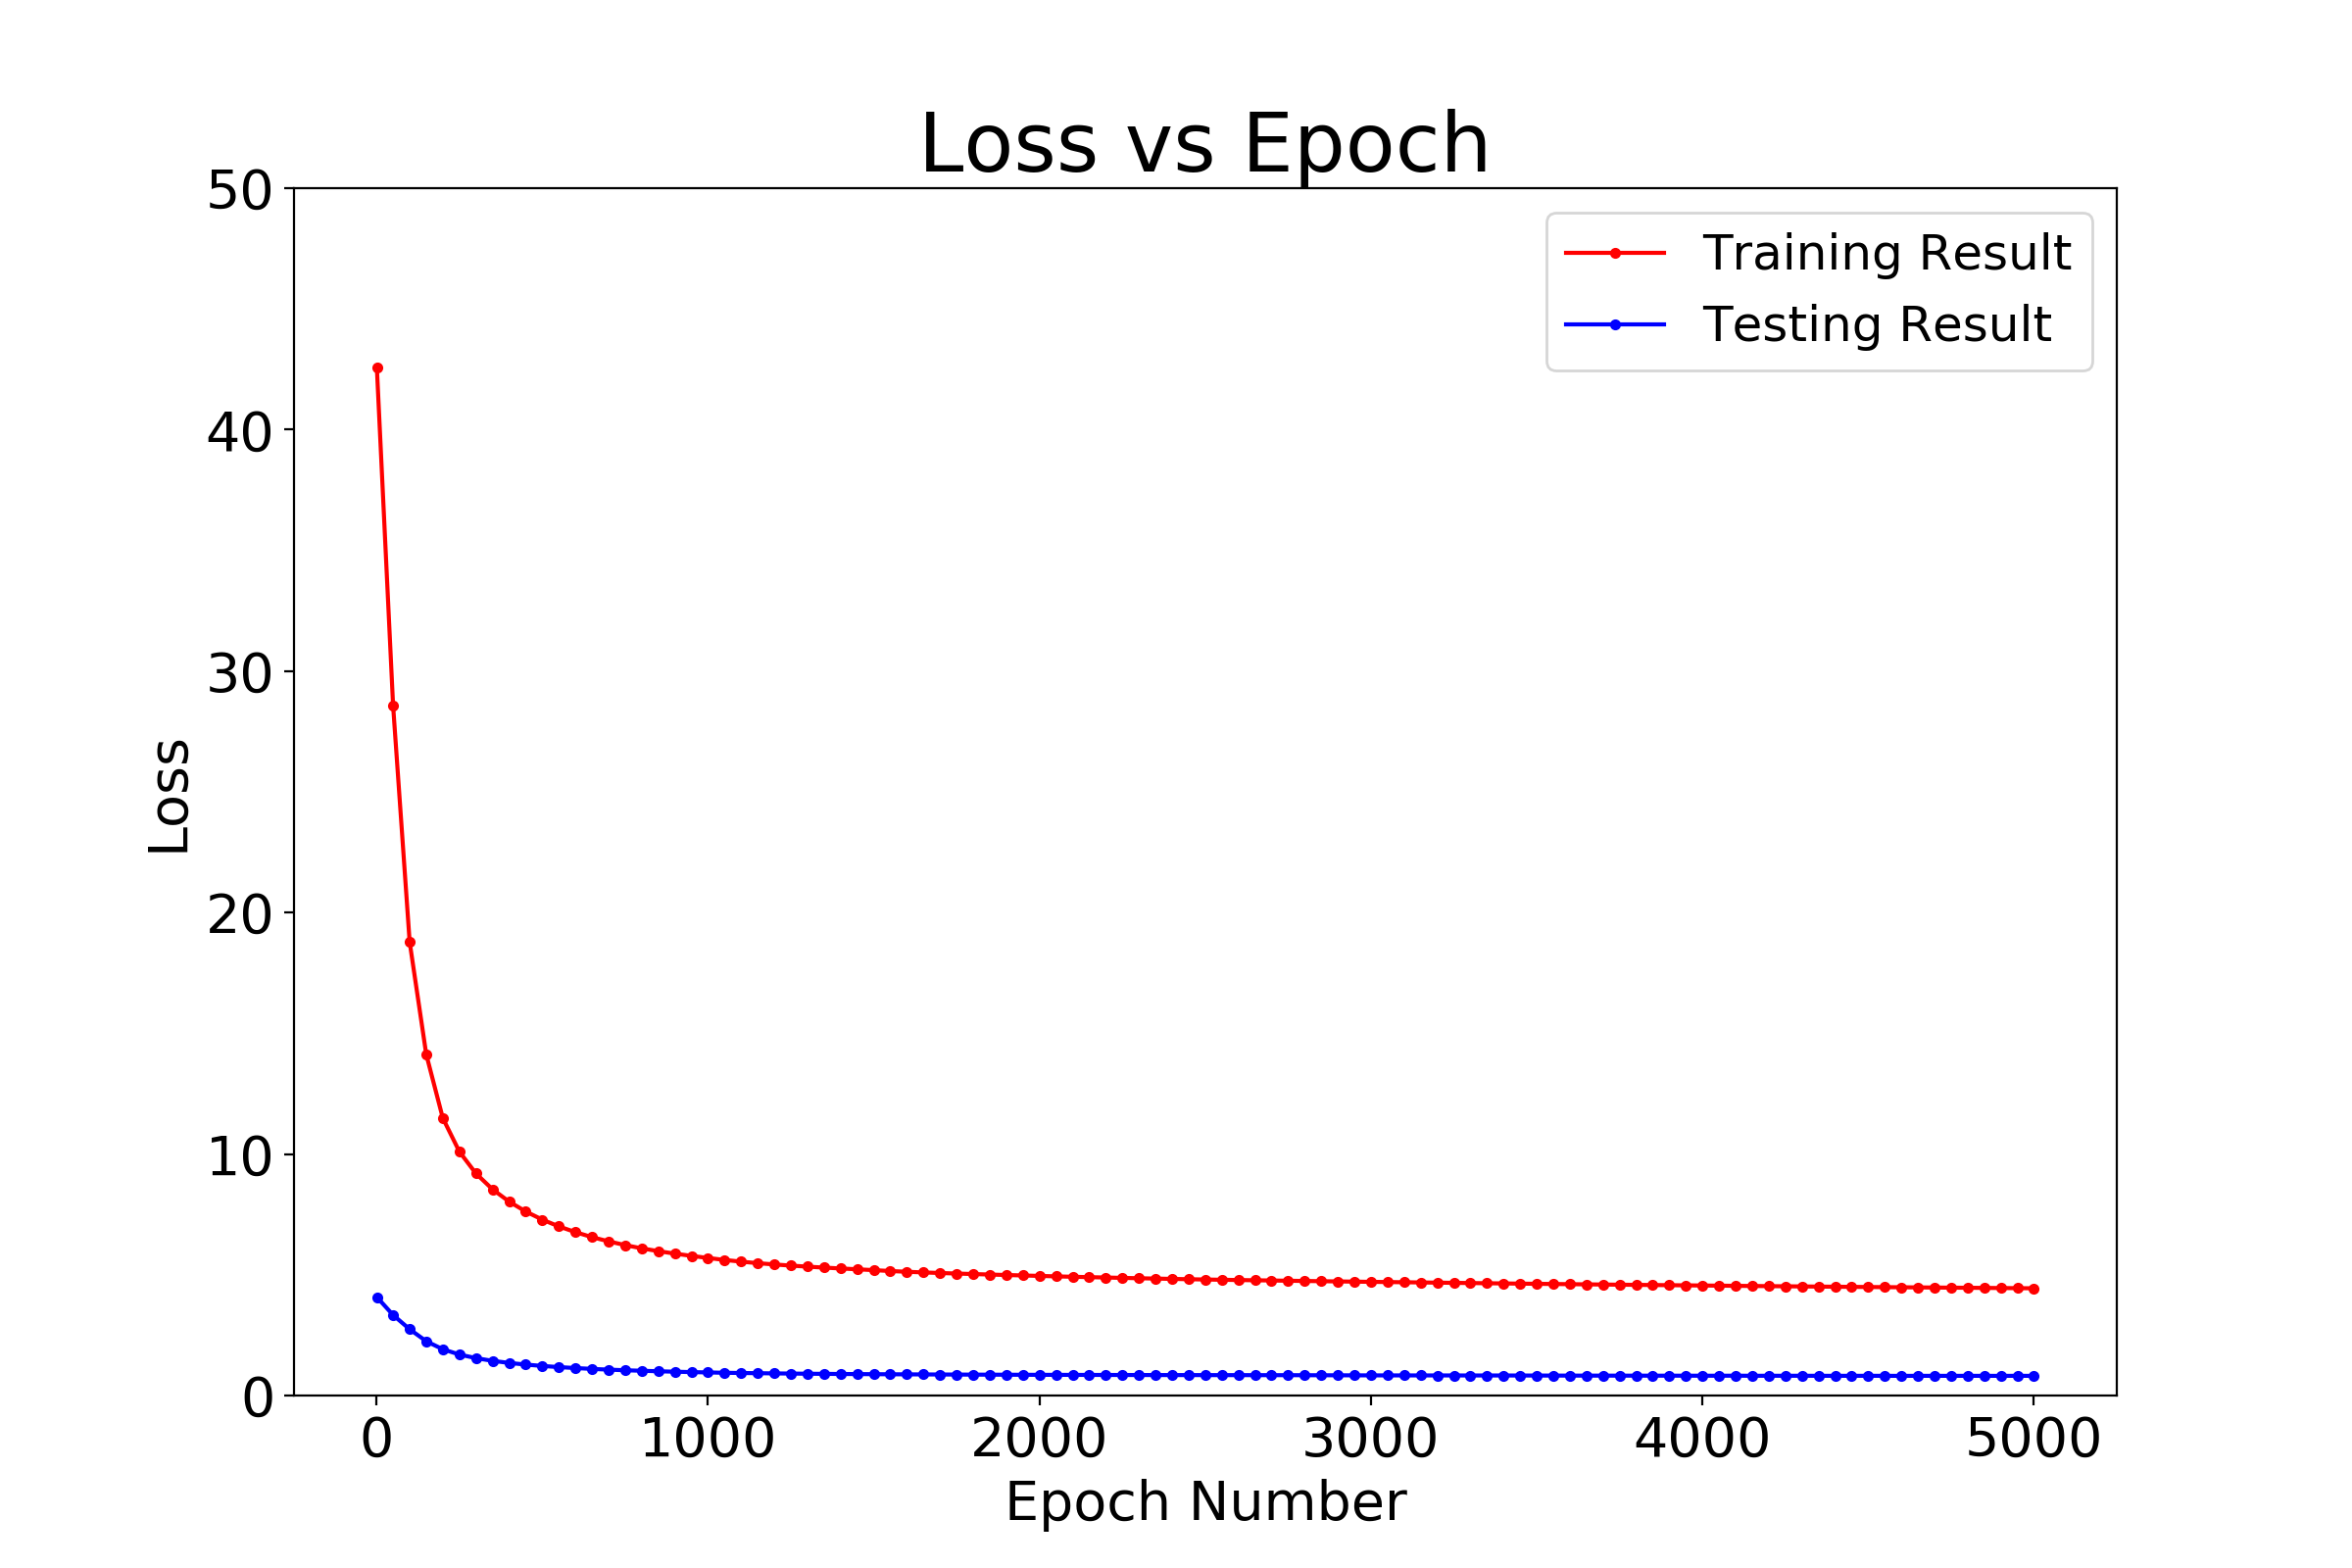 Loss vs Epoch
50
40
30
20
10
0
Loss
Training Result
Testing Result
0 1000 2000 3000 4000 5000
Epoch Number